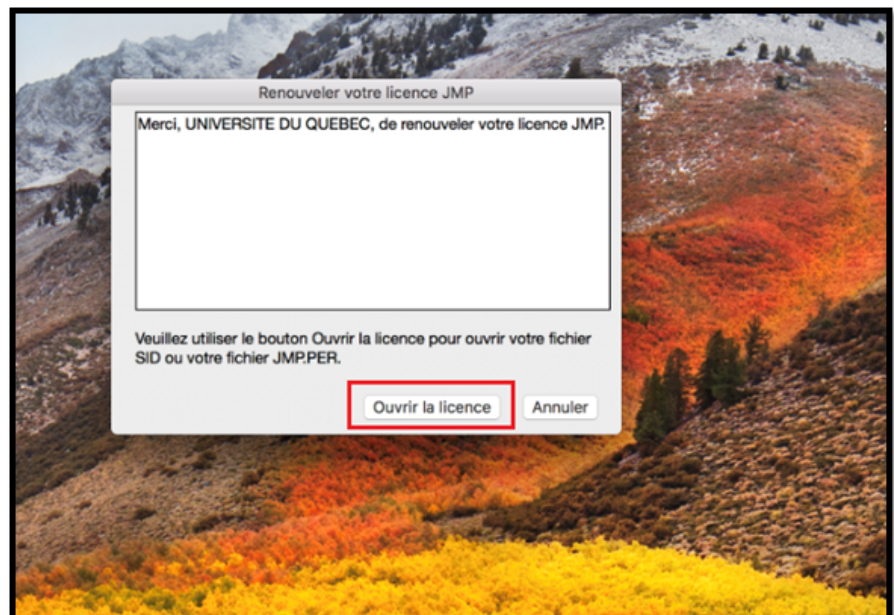 Renouveler votre licence JMP
Merci, UNIVERSITE DU QUEBEC, de renouveler votre licence JMP.
Veuillez utiliser le bouton Ouvrir la licence pour ouvrir votre fichier
SID ou votre fichier JMP.PER.
Ouvrir la licence Annuler